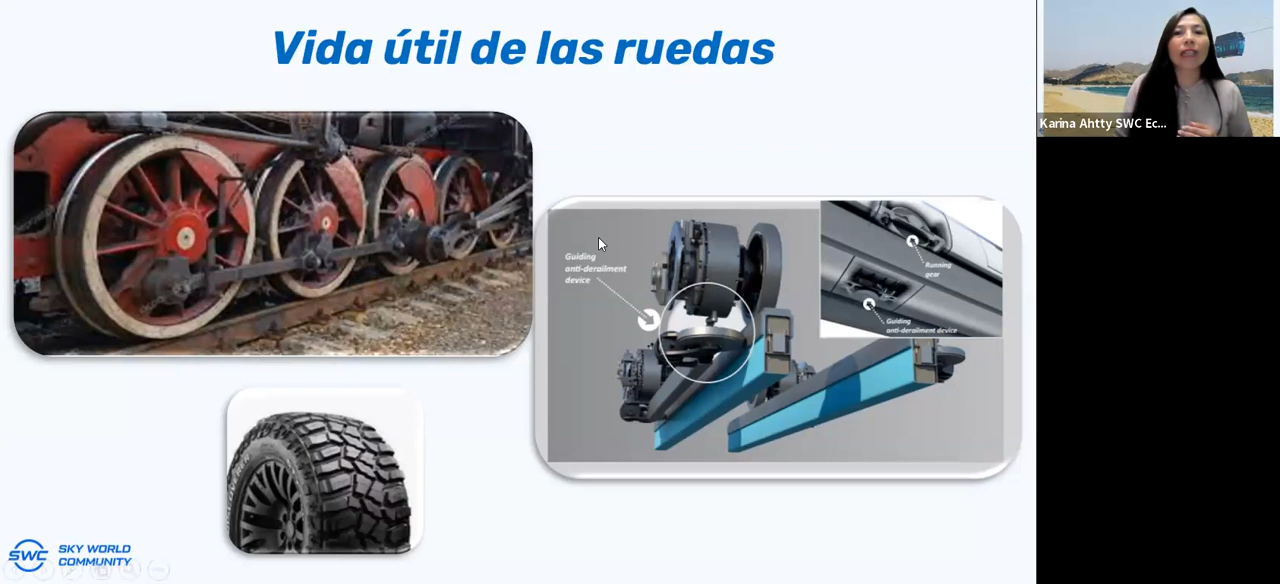 Vida útil de las ruedas
Guiding
anti-derailment
device
Running
gear
Guiding
anti-derailment device
Karina Ahtty SWC Ec...
SWC SKY WORLD
COMMUNITY